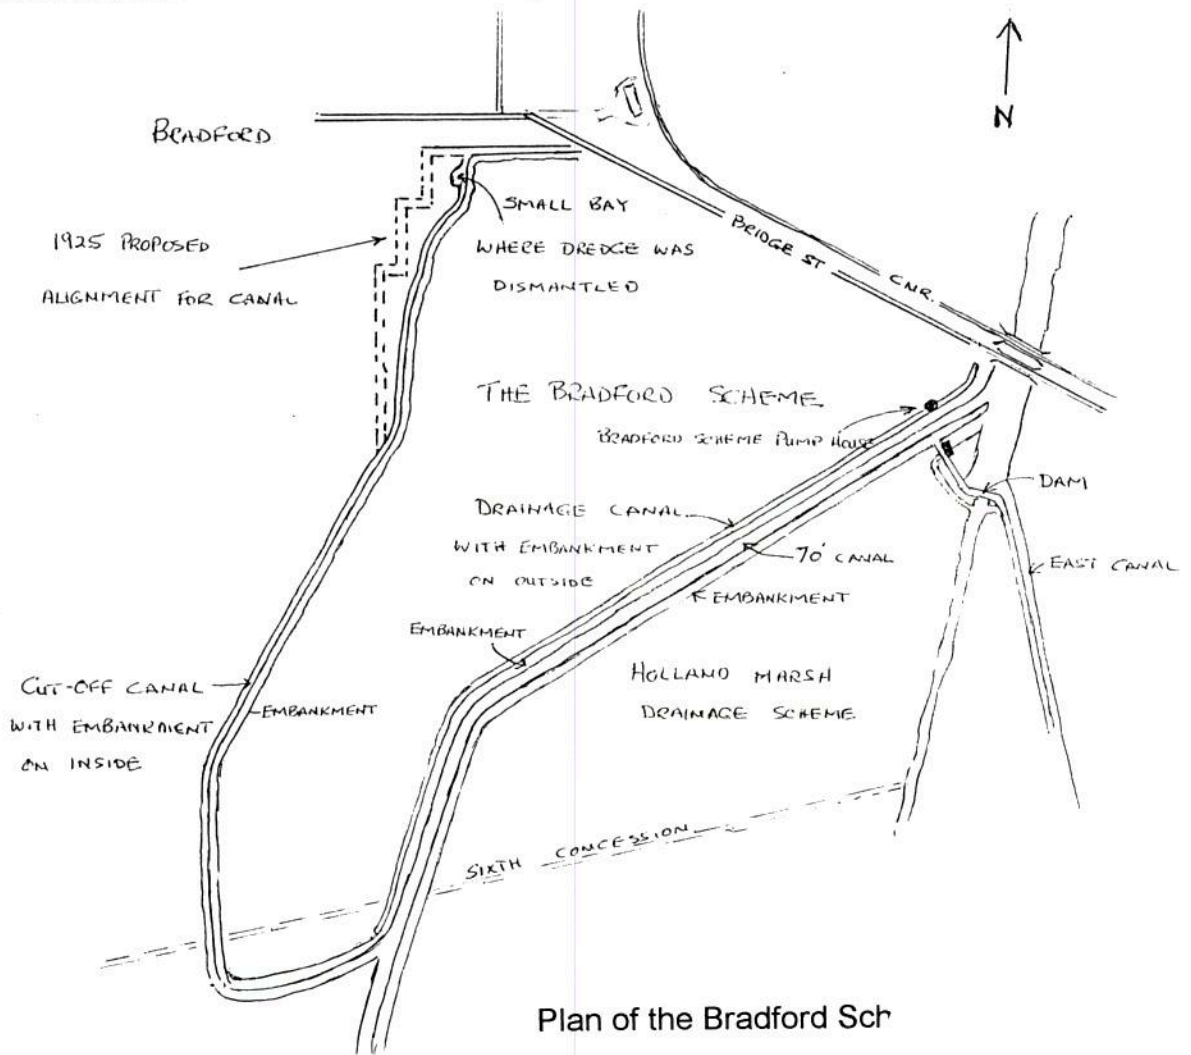 N
BRADFORD
SMALL BAY
WHERE DREDGE WAS
DISMANTLED
1925 PROPOSED
ALIGNMENT FOR CANAL
BRIDGE ST
CNR.
THE BRADFORD SCHEME
BRADFORD SCHEME PUMP HOUSE
DAM
DRAINAGE CANAL
WITH EMBANKMENT
ON OUTSIDE
70' CANAL
EAST CANAL
EMBANKMENT
EMBANKMENT
HOLLAND MARSH
DRAINAGE SCHEME
CUT-OFF CANAL
WITH EMBANKMENT
ON INSIDE
EMBANKMENT
SIXTH CONCESSION
Plan of the Bradford Sch